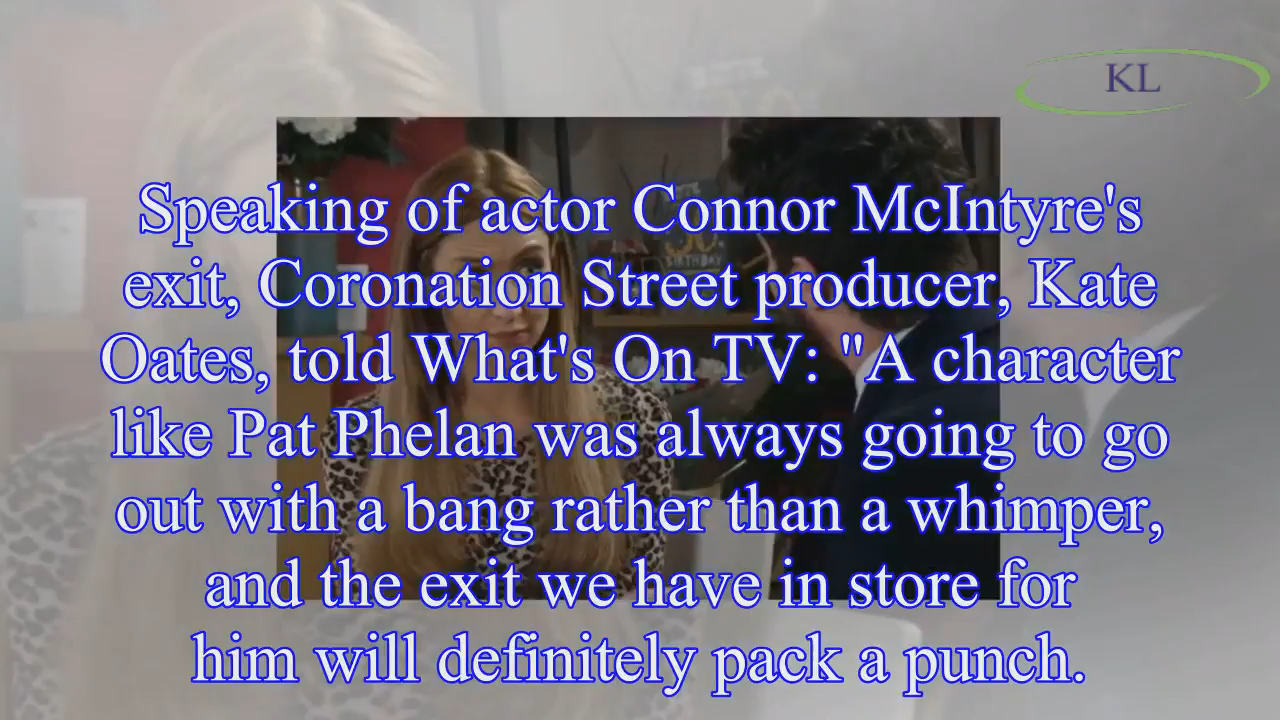 KL
Speaking of actor Connor McIntyre's
exit, Coronation Street producer, Kate
Oates, told What's On TV: "A character
like Pat Phelan was always going to go
out with a bang rather than a whimper,
and the exit we have in store for
him will definitely pack a punch.
BIRTHDAY